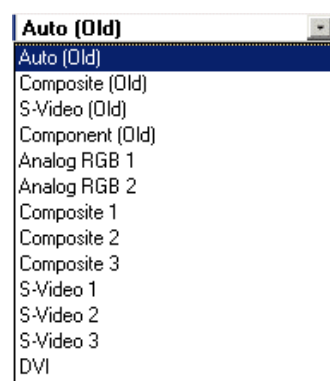 Auto (Old)
Auto (Old)
Composite (Old)
S-Video (Old)
Component (Old)
Analog RGB 1
Analog RGB 2
Composite 1
Composite 2
Composite 3
S-Video 1
S-Video 2
S-Video 3
DVI